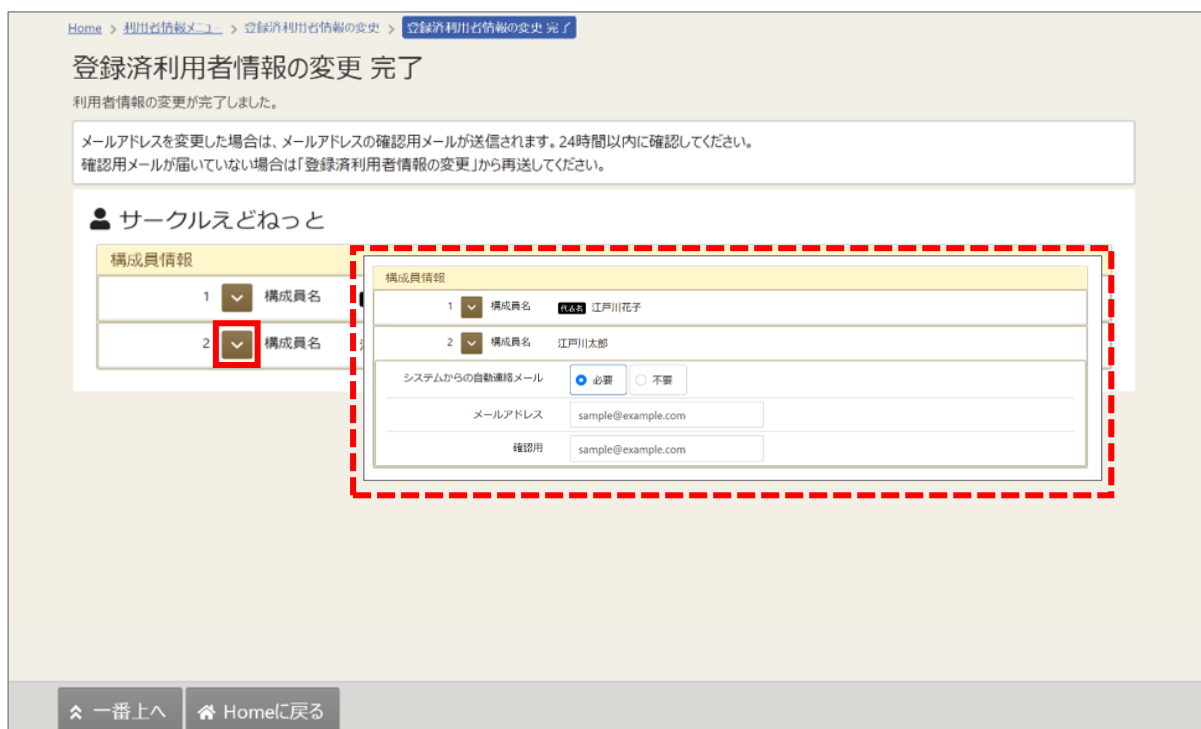 Home > 利用者情報メニュー > 登録済利用者情報の変更 > 登録済利用者情報の変更 完了
登録済利用者情報の変更 完了
利用者情報の変更が完了しました。
メールアドレスを変更した場合は、メールアドレスの確認用メールが送信されます。24時間以内に確認してください。
確認用メールが届いていない場合は「登録済利用者情報の変更」から再送してください。
サークルえどねっと
構成員情報
1 構成員名
2 構成員名
構成員情報
1 構成員名 代表者 江戸川花子
2 構成員名 江戸川太郎
システムからの自動連絡メール 必要 不要
メールアドレス sample@example.com
確認用 sample@example.com
一番上へ Homeに戻る